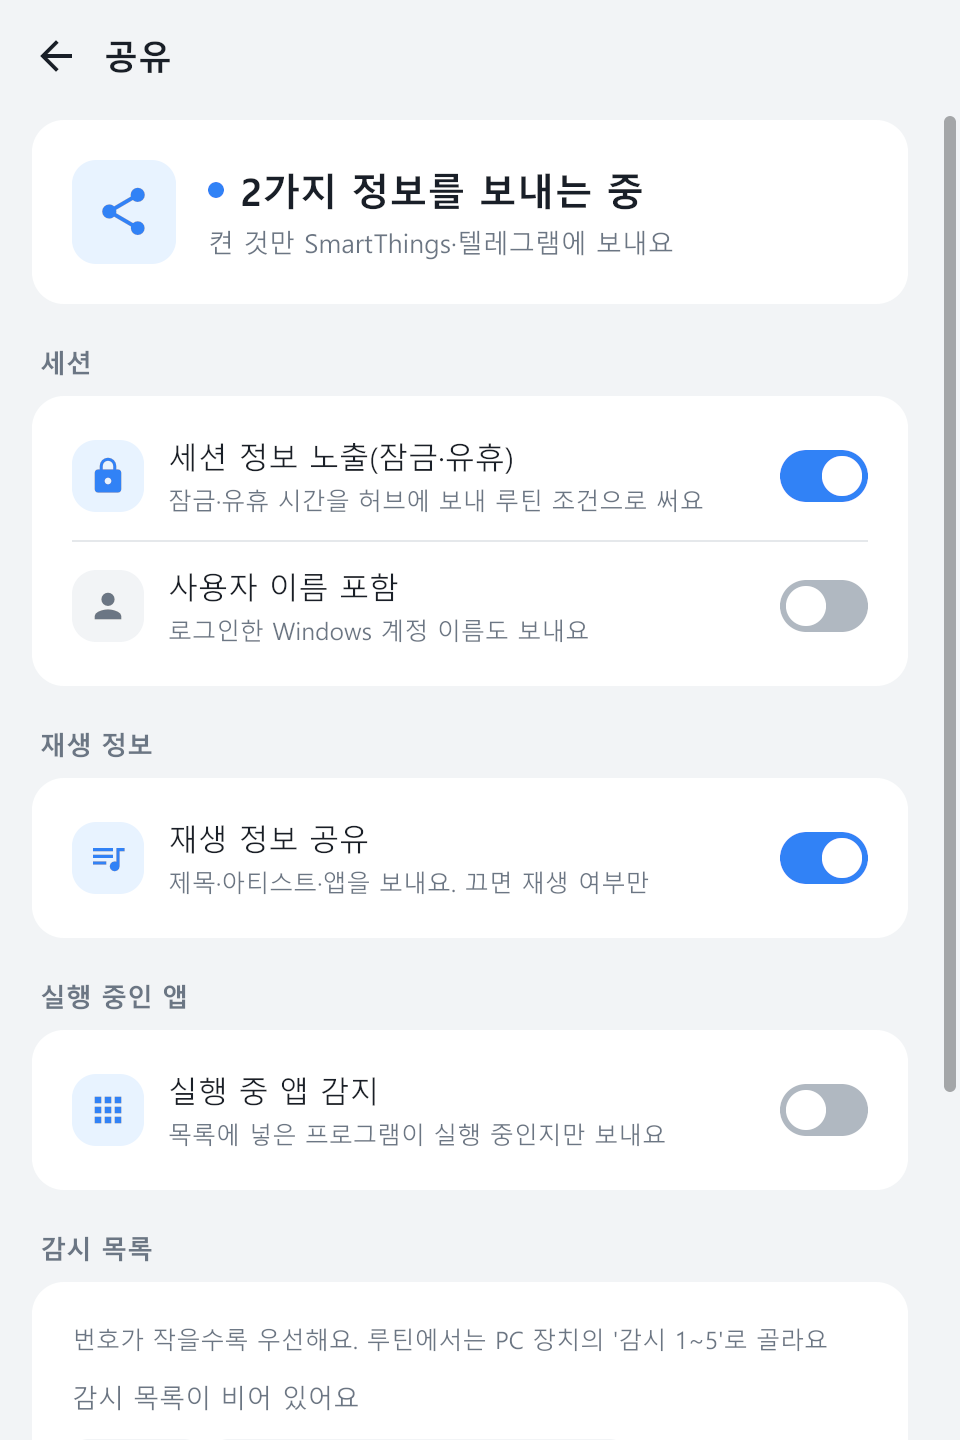 공유
2가지 정보를 보내는 중
켠 것만 SmartThings·텔레그램에 보내요
세션
세션 정보 노출(잠금·유휴)
잠금·유휴 시간을 허브에 보내 루틴 조건으로 써요
사용자 이름 포함
로그인한 Windows 계정 이름도 보내요
재생 정보
재생 정보 공유
제목·아티스트·앱을 보내요. 끄면 재생 여부만
실행 중인 앱
실행 중 앱 감지
목록에 넣은 프로그램이 실행 중인지만 보내요
감시 목록
번호가 작을수록 우선해요. 루틴에서는 PC 장치의 '감시 1~5'로 골라요
감시 목록이 비어 있어요